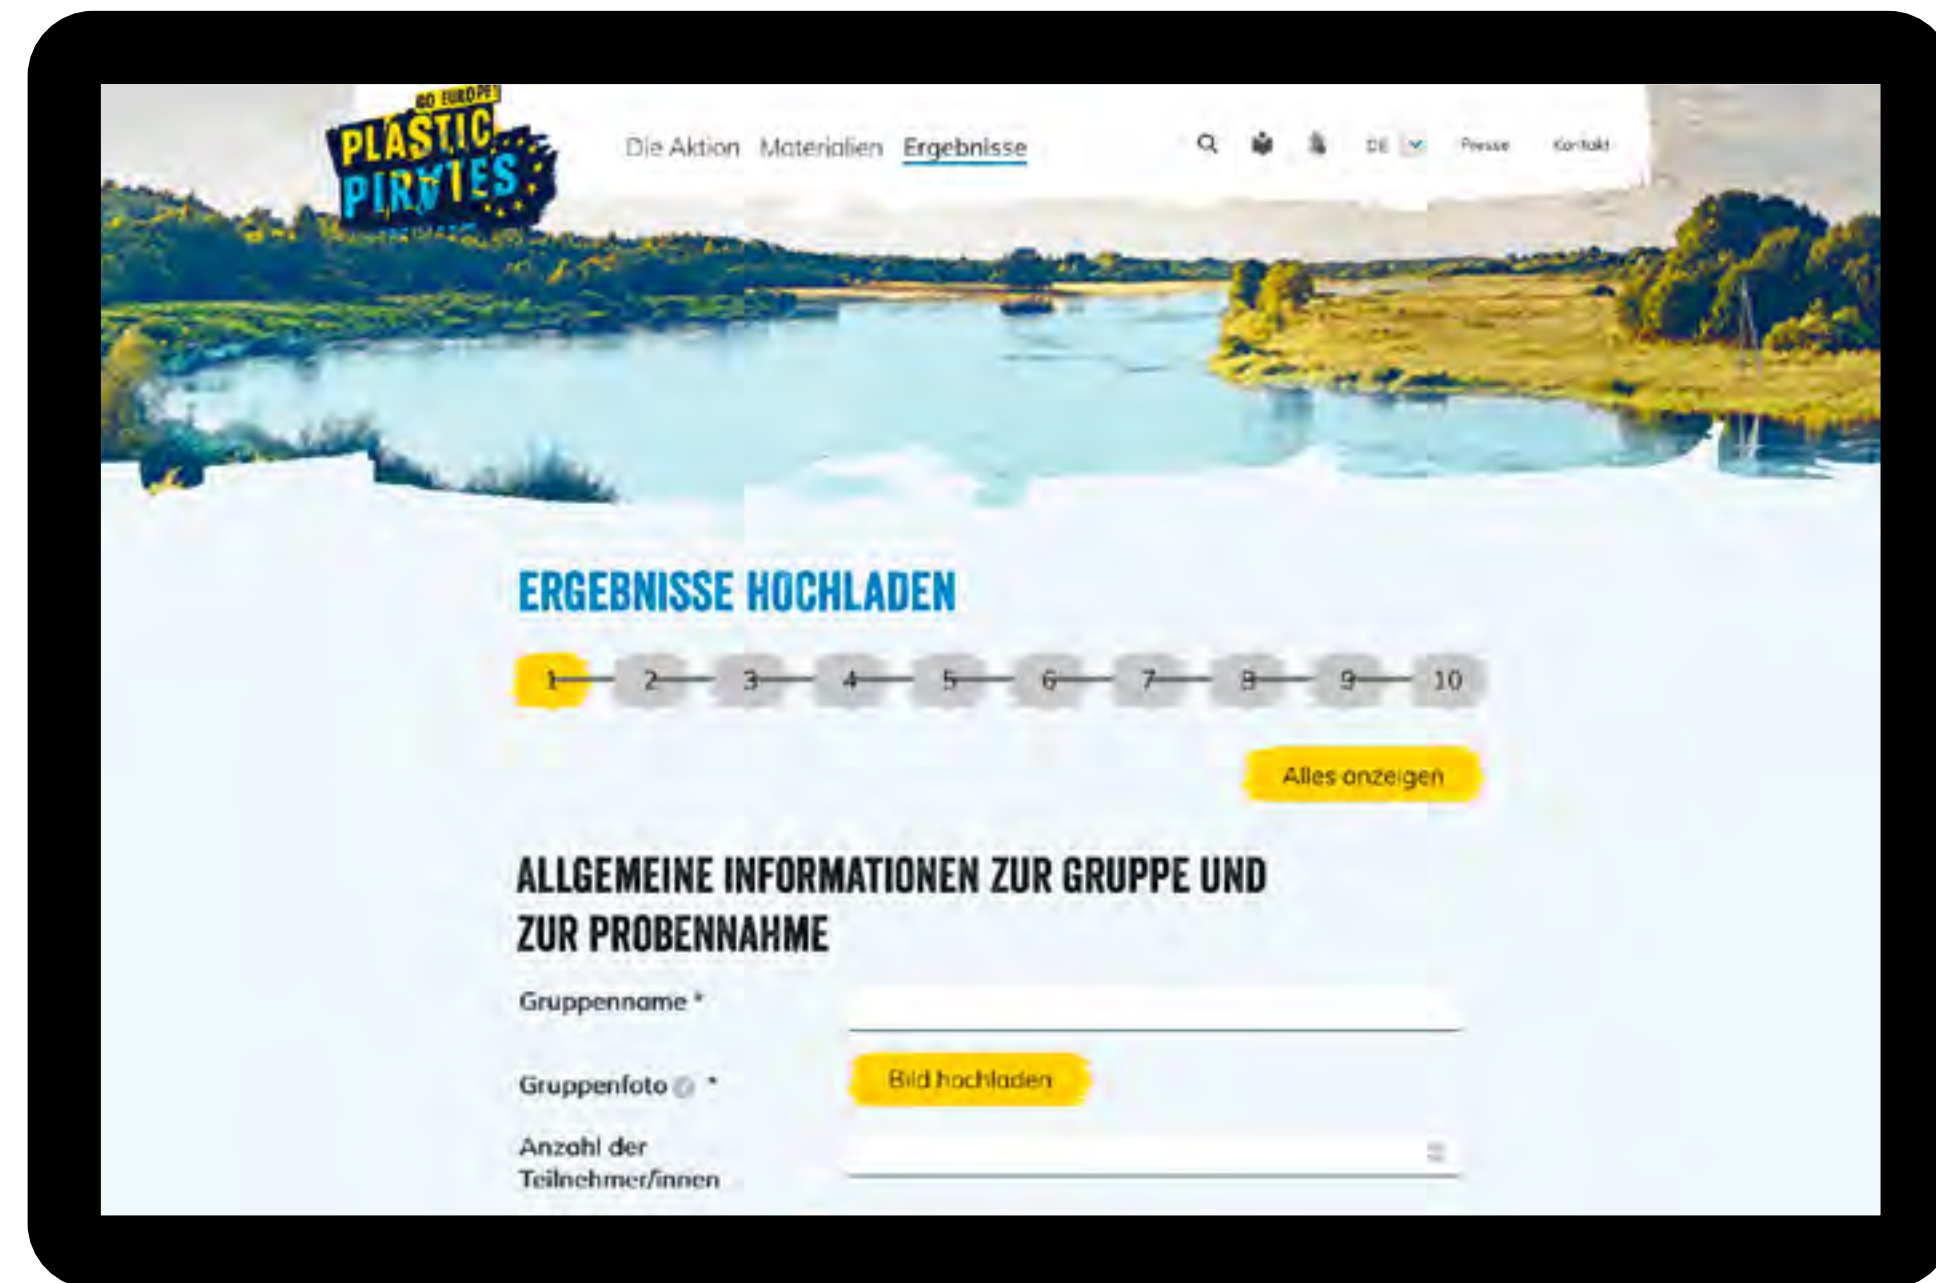 GO EUROPE!
PLASTIC
PIRATES
Die Aktion Materialien Ergebnisse
DE Presse Kontakt
ERGEBNISSE HOCHLADEN
1 2 3 4 5 6 7 8 9 10
Alles anzeigen
ALLGEMEINE INFORMATIONEN ZUR GRUPPE UND
ZUR PROBENNAHME
Gruppenname *
Gruppenfoto *
Bild hochladen
Anzahl der
Teilnehmer/innen